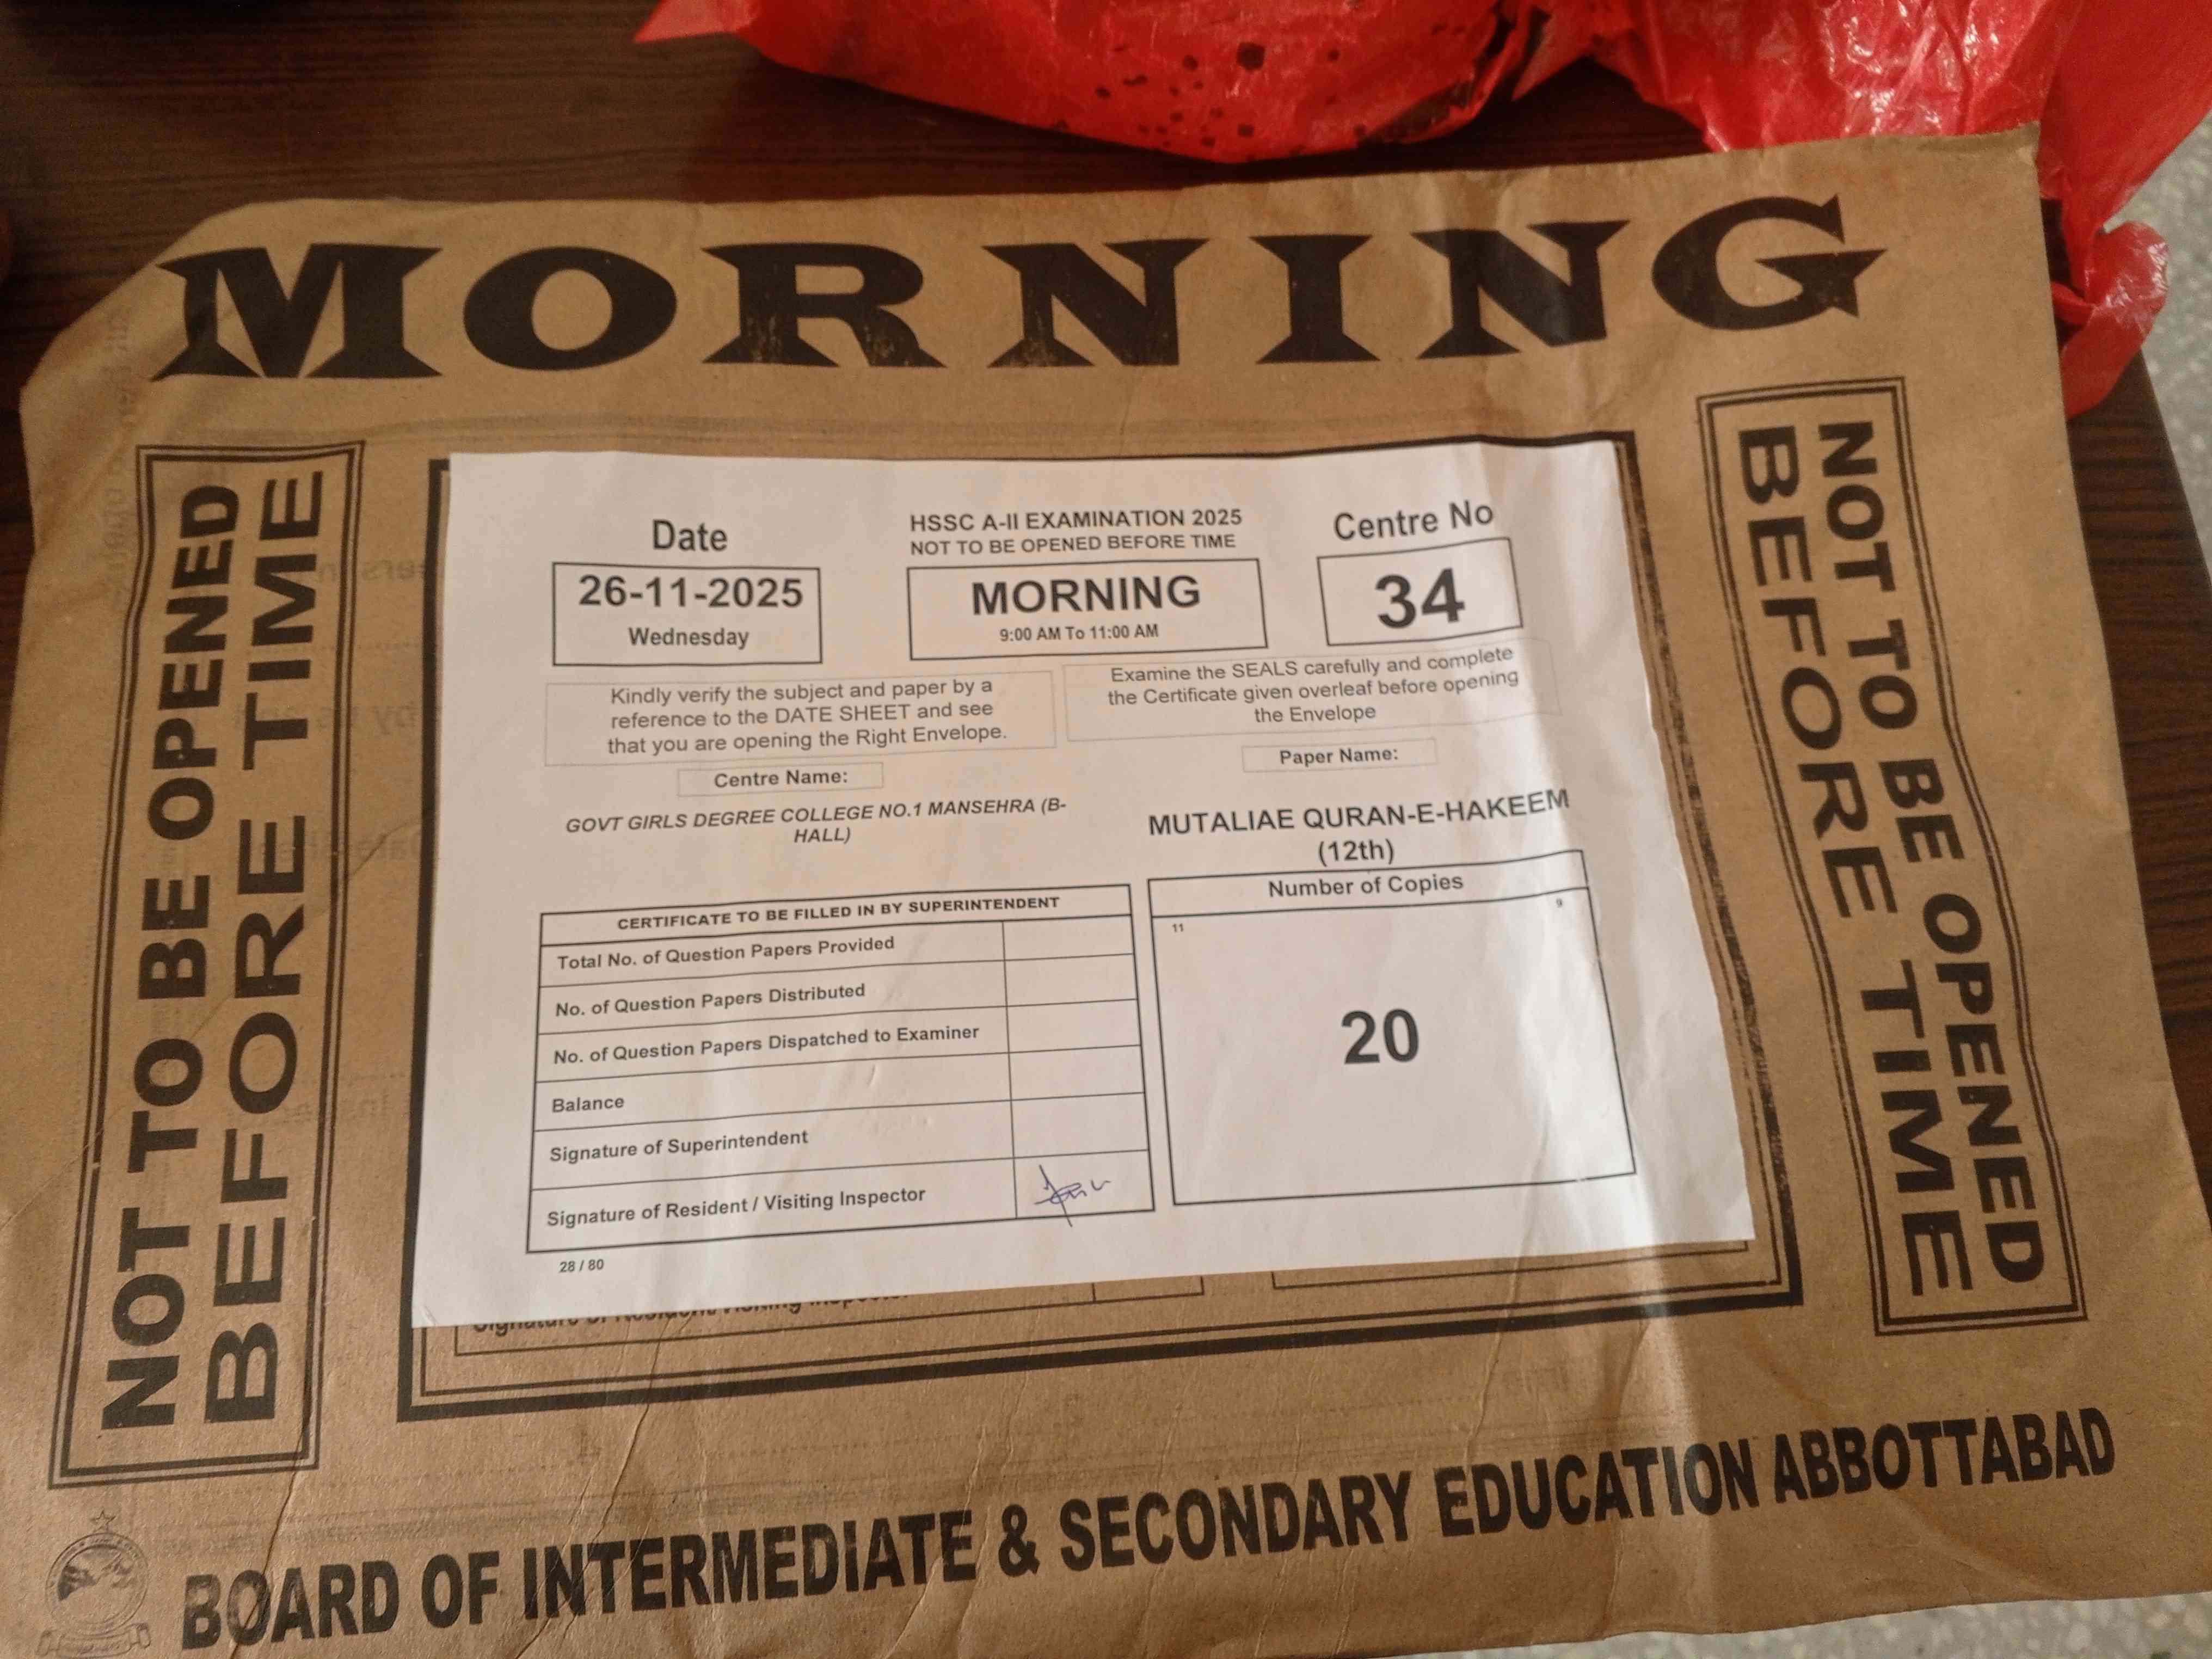 MORNING
NOT TO BE OPENED
BEFORE TIME
Date
26-11-2025
Wednesday
HSSC A-II EXAMINATION 2025
NOT TO BE OPENED BEFORE TIME
MORNING
9:00 AM To 11:00 AM
Centre No
34
Kindly verify the subject and paper by a
reference to the DATE SHEET and see
that you are opening the Right Envelope.
Examine the SEALS carefully and complete
the Certificate given overleaf before opening
the Envelope
Centre Name:
GOVT GIRLS DEGREE COLLEGE NO.1 MANSEHRA (B-
HALL)
Paper Name:
MUTALIAE QURAN-E-HAKEEM
(12th)
CERTIFICATE TO BE FILLED IN BY SUPERINTENDENT
Total No. of Question Papers Provided
No. of Question Papers Distributed
No. of Question Papers Dispatched to Examiner
Balance
Signature of Superintendent
Signature of Resident / Visiting Inspector
28 / 80
Number of Copies
11
9
20
Signature of Resident/Visiting Inspector
NOT TO BE OPENED
BEFORE TIME
BOARD OF INTERMEDIATE & SECONDARY EDUCATION ABBOTTABAD